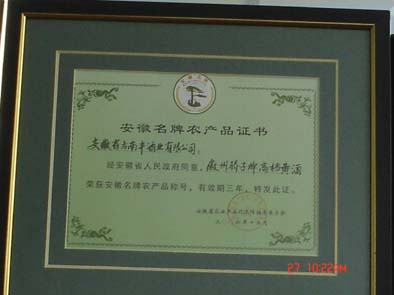 安徽名牌农产品证书
安徽省古南丰酒业有限公司：
经安徽省人民政府同意，徽州骄子牌高档黄酒
荣获安徽名牌农产品称号，有效期三年，特发此证。
27 10:22PM